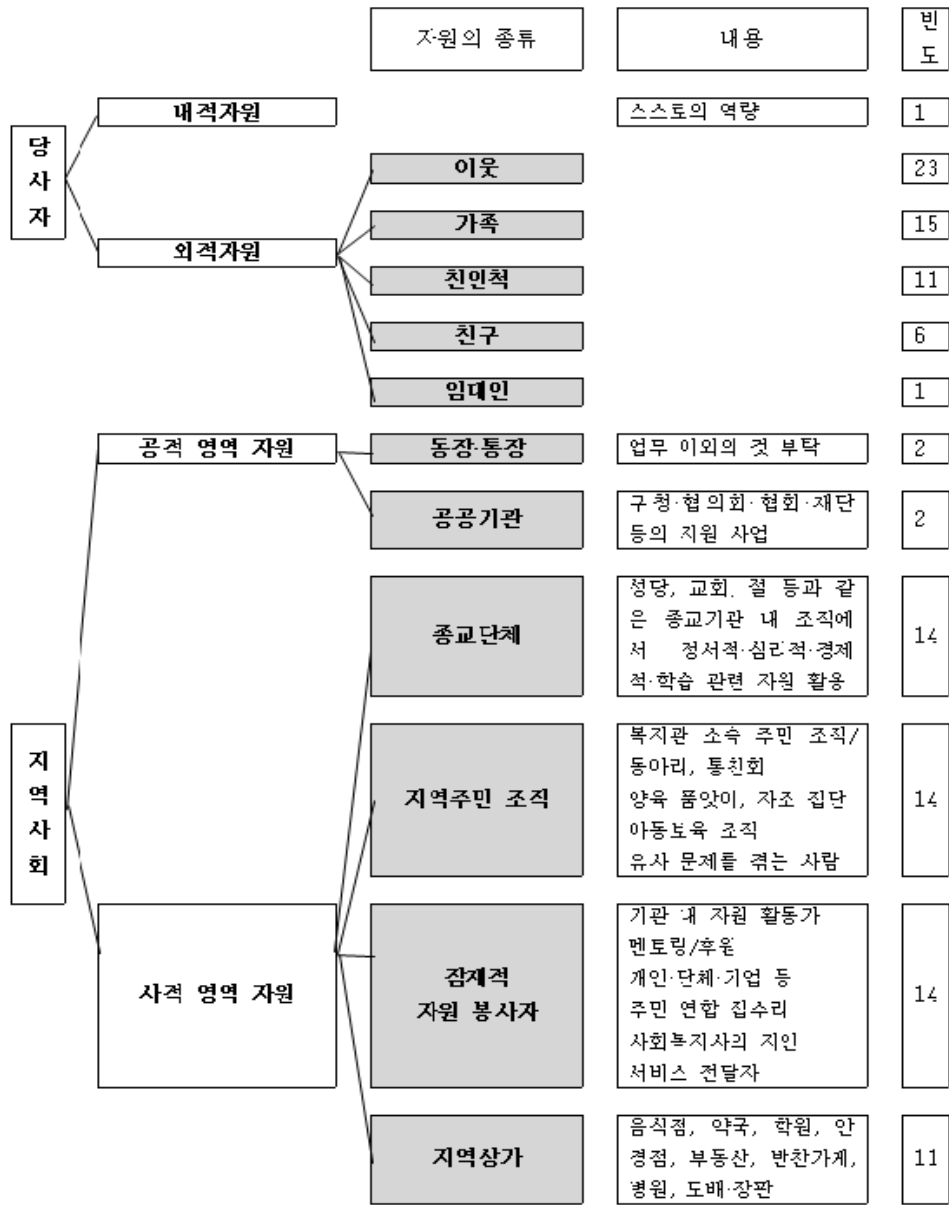 자원의 종류
내용
빈
도
당
사
자
내적자원
스스로의 역량
1
외적자원
이웃
23
가족
15
친인척
11
친구
6
임대인
1
지
역
사
회
공적 영역 자원
동장·통장
업무 이외의 것 부탁
2
공공기관
구청·협의회·협회·재단
등의 지원 사업
2
사적 영역 자원
종교단체
성당, 교회, 절 등과 같
은 종교기관 내 조직에
서 정서적·심리적·경제
적·학습 관련 자원 활용
14
지역주민 조직
복지관 소속 주민 조직/
동아리, 통친회
양육 품앗이, 자조 집단
아동보육 조직
유사 문제를 겪는 사람
14
잠재적
자원 봉사자
기관 내 자원 활동가
멘토링/후원
개인·단체·기업 등
주민 연합 집수리
사회복지사의 지인
서비스 전달자
14
지역상가
음식점, 약국, 학원, 안
경점, 부동산, 반찬가게,
병원, 도배·장판
11